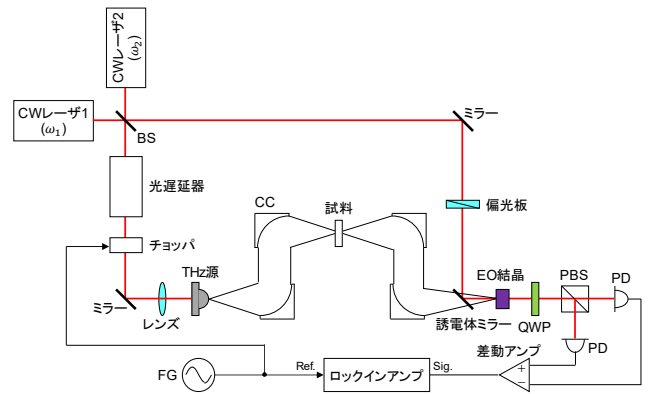 CWレーザ2
(ω₂)
CWレーザ1
(ω₁)
BS
ミラー
光遅延器
CC
試料
偏光板
チョッパ
THz源
EO結晶
PBS
PD
ミラー
レンズ
誘電体ミラー
QWP
差動アンプ
PD
FG
Ref.
ロックインアンプ
Sig.
+
−